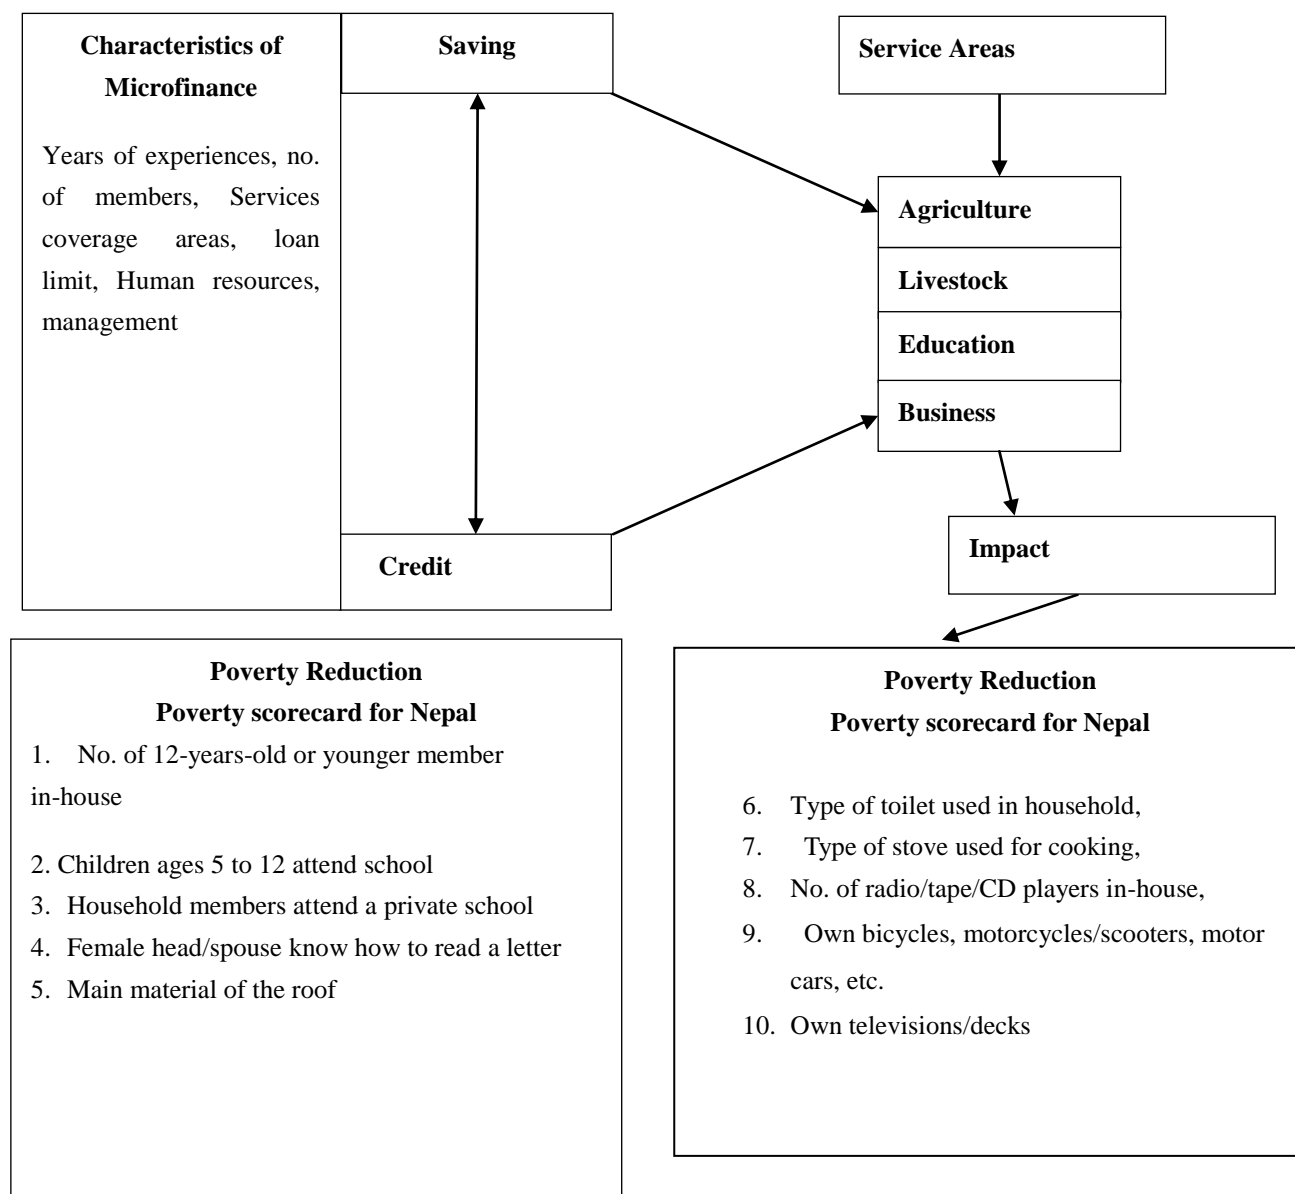 Characteristics of
Microfinance
Years of experiences, no.
of members, Services
coverage areas, loan
limit, Human resources,
management
Saving
Credit
Service Areas
Agriculture
Livestock
Education
Business
Impact
Poverty Reduction
Poverty scorecard for Nepal
1. No. of 12-years-old or younger member
in-house
2. Children ages 5 to 12 attend school
3. Household members attend a private school
4. Female head/spouse know how to read a letter
5. Main material of the roof
Poverty Reduction
Poverty scorecard for Nepal
6. Type of toilet used in household,
7. Type of stove used for cooking,
8. No. of radio/tape/CD players in-house,
9. Own bicycles, motorcycles/scooters, motor
cars, etc.
10. Own televisions/decks